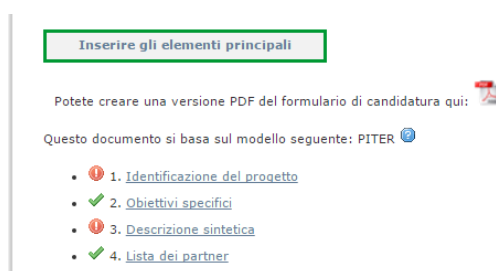 Inserire gli elementi principali
Potete creare una versione PDF del formulario di candidatura qui:
Questo documento si basa sul modello seguente: PITER
1. Identificazione del progetto
2. Obiettivi specifici
3. Descrizione sintetica
4. Lista dei partner